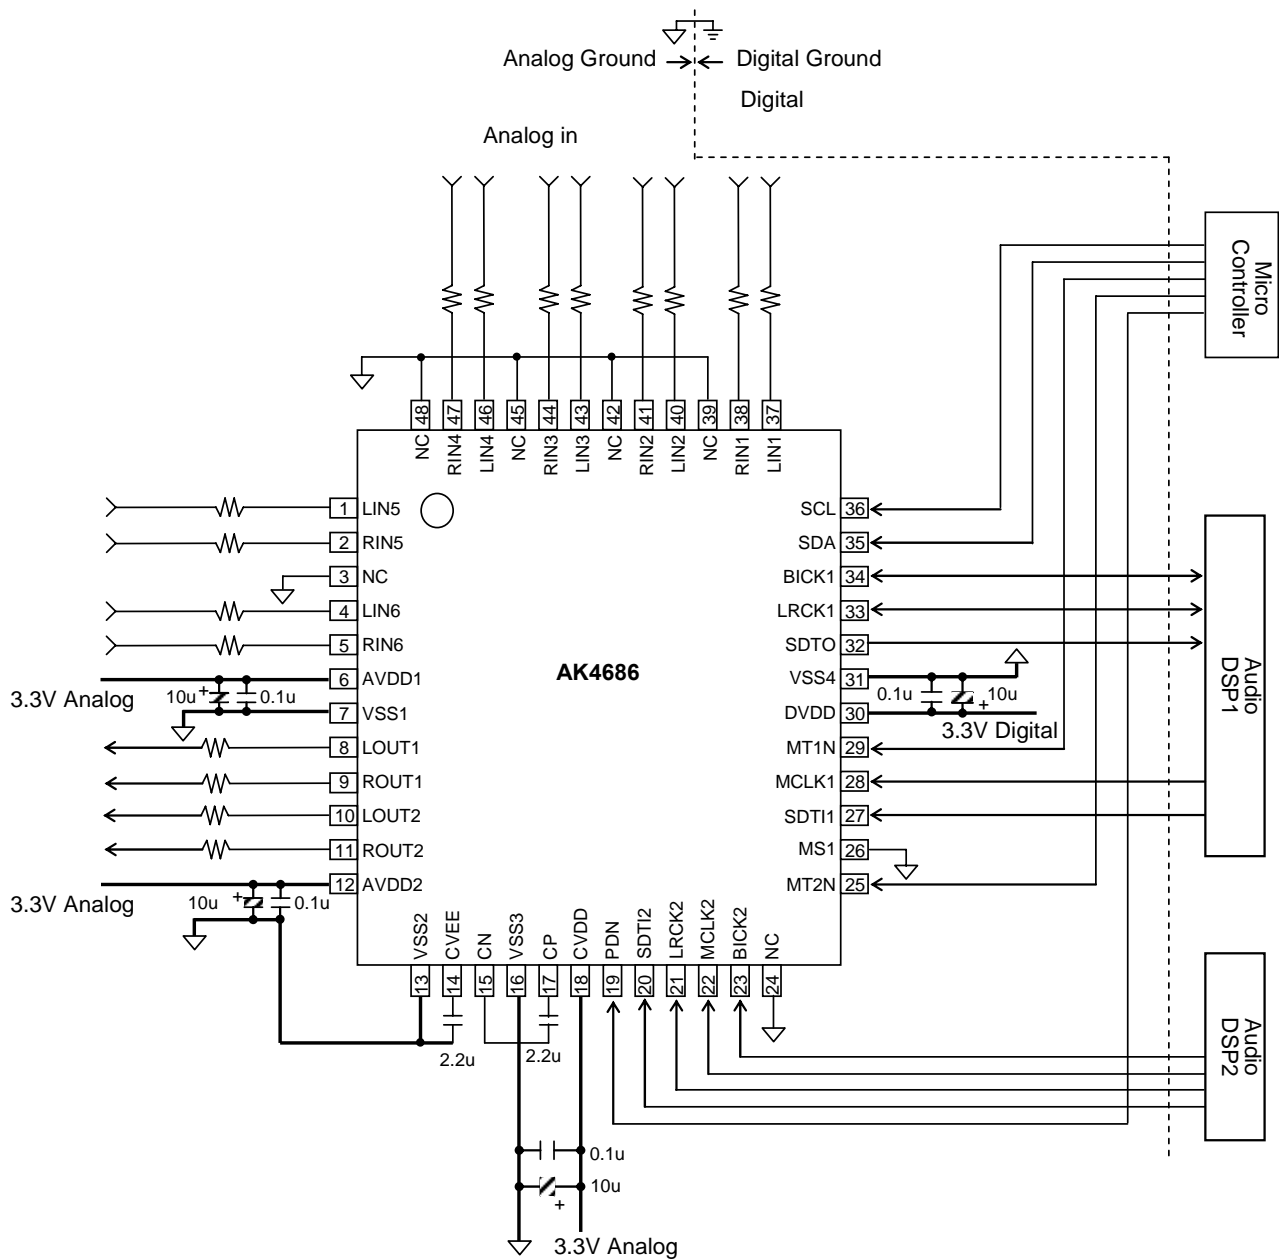 Analog Ground
Digital Ground
Digital
Analog in
Micro
Controller
48 47 46 45 44 43 42 41 40 39 38 37
NC RIN4 LIN4 NC RIN3 LIN3 NC RIN2 LIN2 NC RIN1 LIN1
1 LIN5
2 RIN5
3 NC
4 LIN6
5 RIN6
6 AVDD1
3.3V Analog
10u
+
0.1u
7 VSS1
8 LOUT1
9 ROUT1
10 LOUT2
11 ROUT2
12 AVDD2
3.3V Analog
10u
+
0.1u
AK4686
SCL 36
SDA 35
BICK1 34
LRCK1 33
SDTO 32
VSS4 31
0.1u
10u
+
DVDD 30
3.3V Digital
MT1N 29
MCLK1 28
SDTI1 27
MS1 26
MT2N 25
Audio
DSP1
VSS2 CVEE CN VSS3 CP CVDD PDN SDTI2 LRCK2 MCLK2 BICK2 NC
13 14 15 16 17 18 19 20 21 22 23 24
2.2u
2.2u
Audio
DSP2
0.1u
10u
+
3.3V Analog